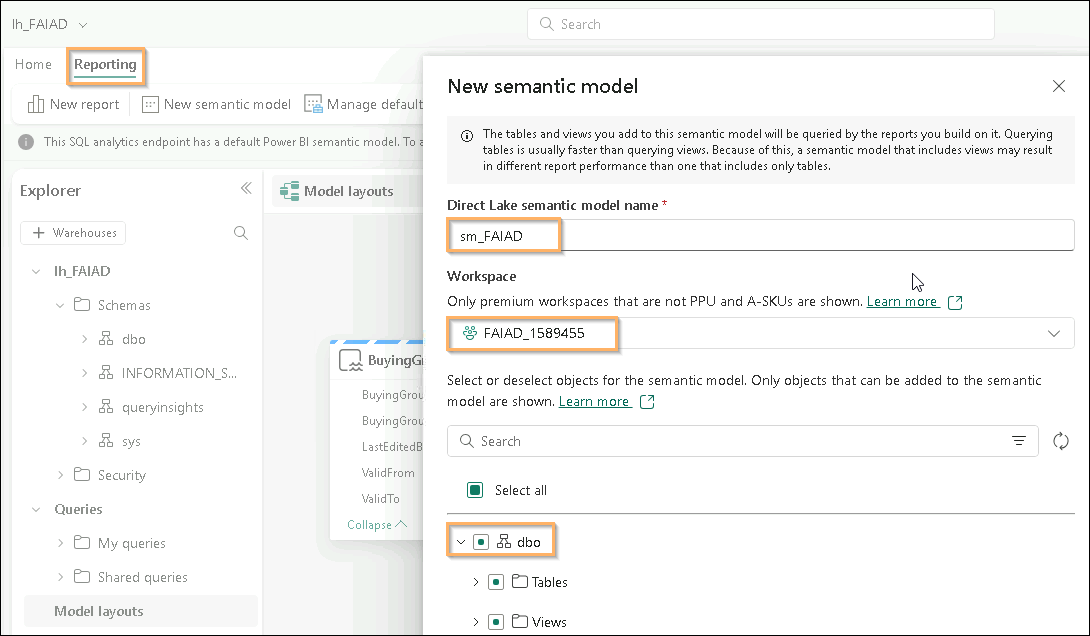 lh_FAIAD
Search
Home
Reporting
New report
New semantic model
Manage default
This SQL analytics endpoint has a default Power BI semantic model. To a
Explorer
Warehouses
lh_FAIAD
Schemas
dbo
INFORMATION_S...
queryinsights
sys
Security
Queries
My queries
Shared queries
Model layouts
Model layouts
BuyingGr
BuyingGrou
BuyingGrou
LastEditedB
ValidFrom
ValidTo
Collapse
New semantic model
The tables and views you add to this semantic model will be queried by the reports you build on it. Querying
tables is usually faster than querying views. Because of this, a semantic model that includes views may result
in different report performance than one that includes only tables.
Direct Lake semantic model name *
sm_FAIAD
Workspace
Only premium workspaces that are not PPU and A-SKUs are shown. Learn more
FAIAD_1589455
Select or deselect objects for the semantic model. Only objects that can be added to the semantic
model are shown. Learn more
Search
Select all
dbo
Tables
Views